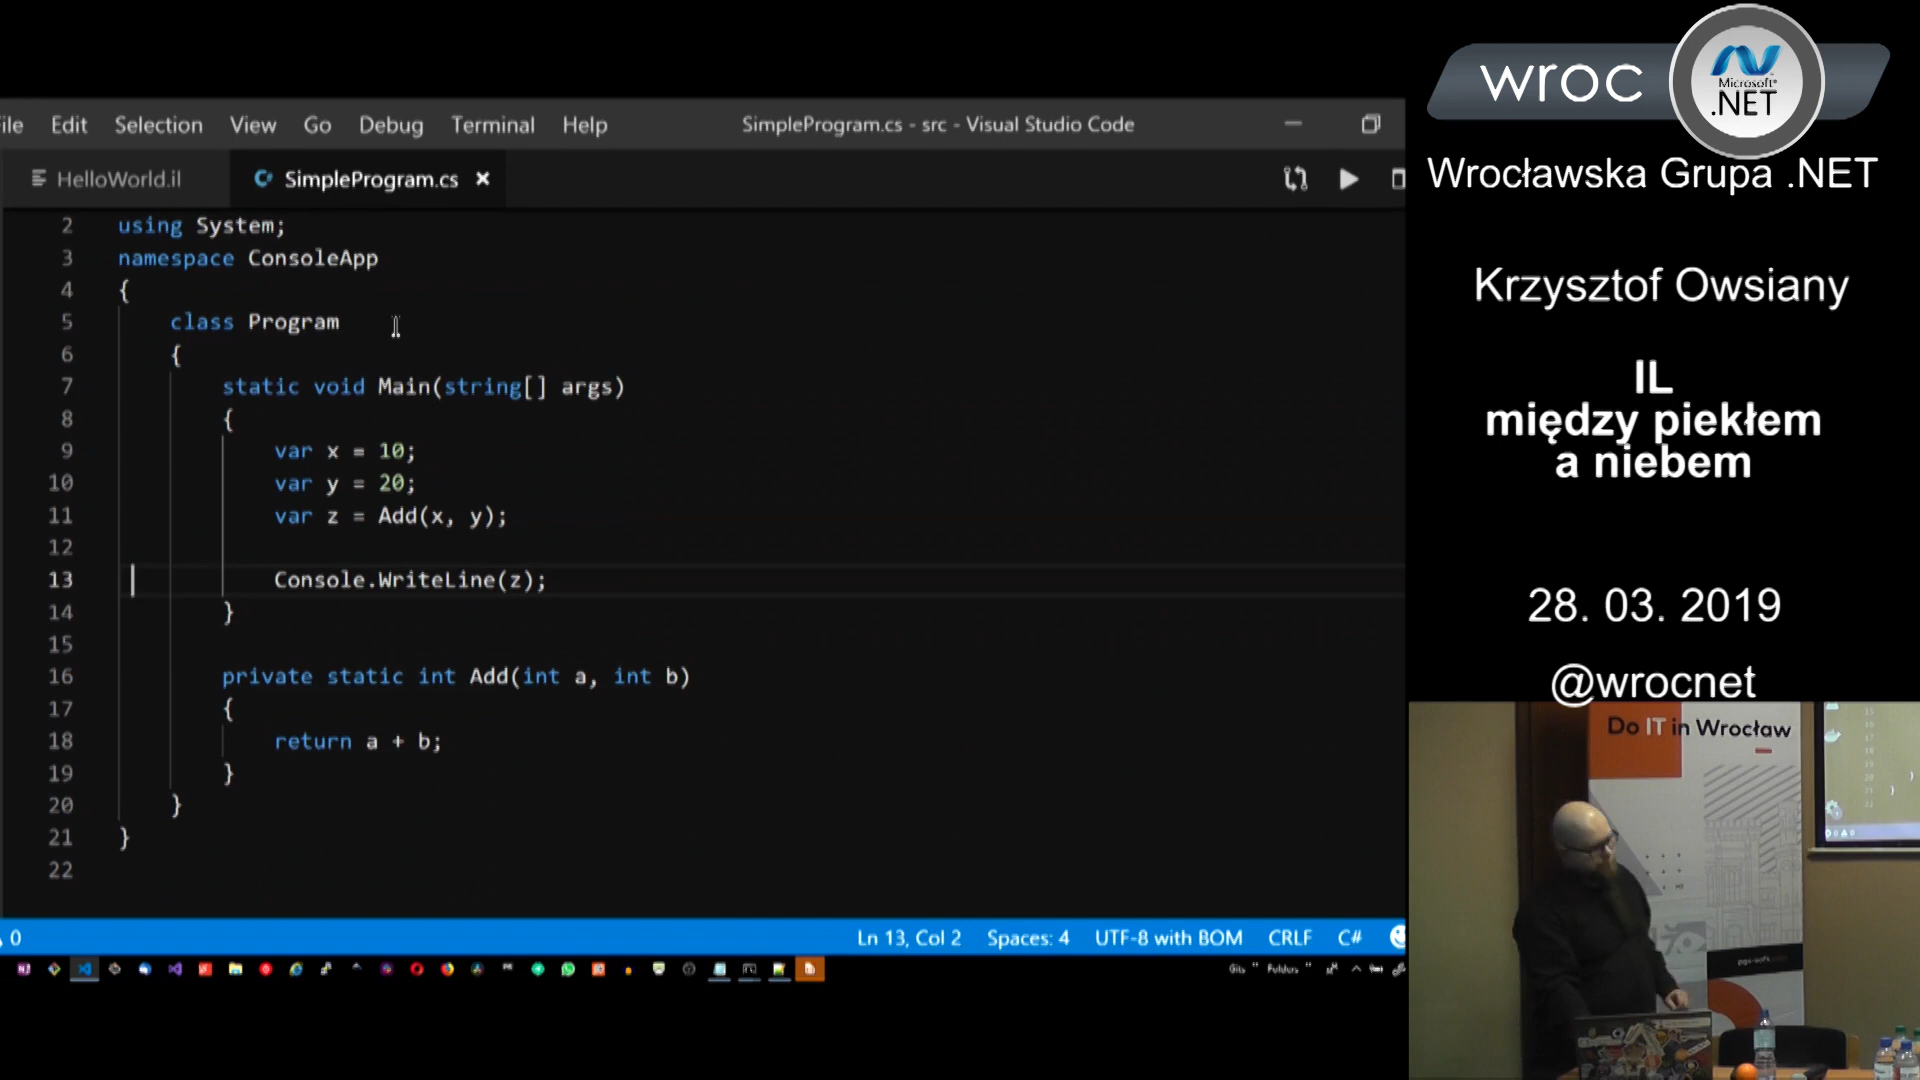 File Edit Selection View Go Debug Terminal Help
SimpleProgram.cs - src - Visual Studio Code
HelloWorld.il
SimpleProgram.cs
2 using System;
3 namespace ConsoleApp
4 {
5 class Program
6 {
7 static void Main(string[] args)
8 {
9 var x = 10;
10 var y = 20;
11 var z = Add(x, y);
12
13 Console.WriteLine(z);
14 }
15
16 private static int Add(int a, int b)
17 {
18 return a + b;
19 }
20 }
21 }
22
0
Ln 13, Col 2 Spaces: 4 UTF-8 with BOM CRLF C#
wroc
Microsoft
.NET
Wrocławska Grupa .NET
Krzysztof Owsiany
IL
między piekłem
a niebem
28. 03. 2019
@wrocnet
Do IT in Wrocław